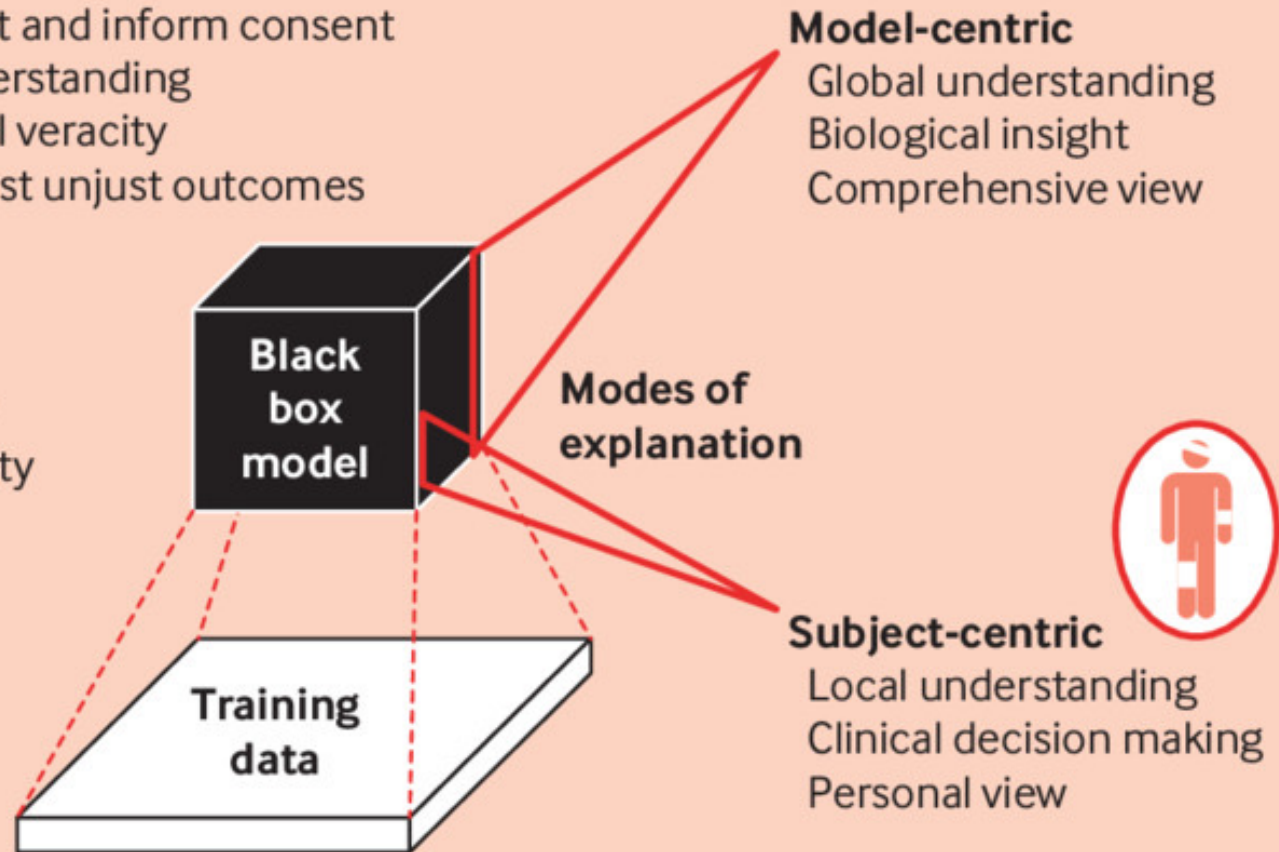 t and inform consent
erstanding
l veracity
st unjust outcomes
ty
Black
box
model
Training
data
Modes of
explanation
Model-centric
Global understanding
Biological insight
Comprehensive view
Subject-centric
Local understanding
Clinical decision making
Personal view